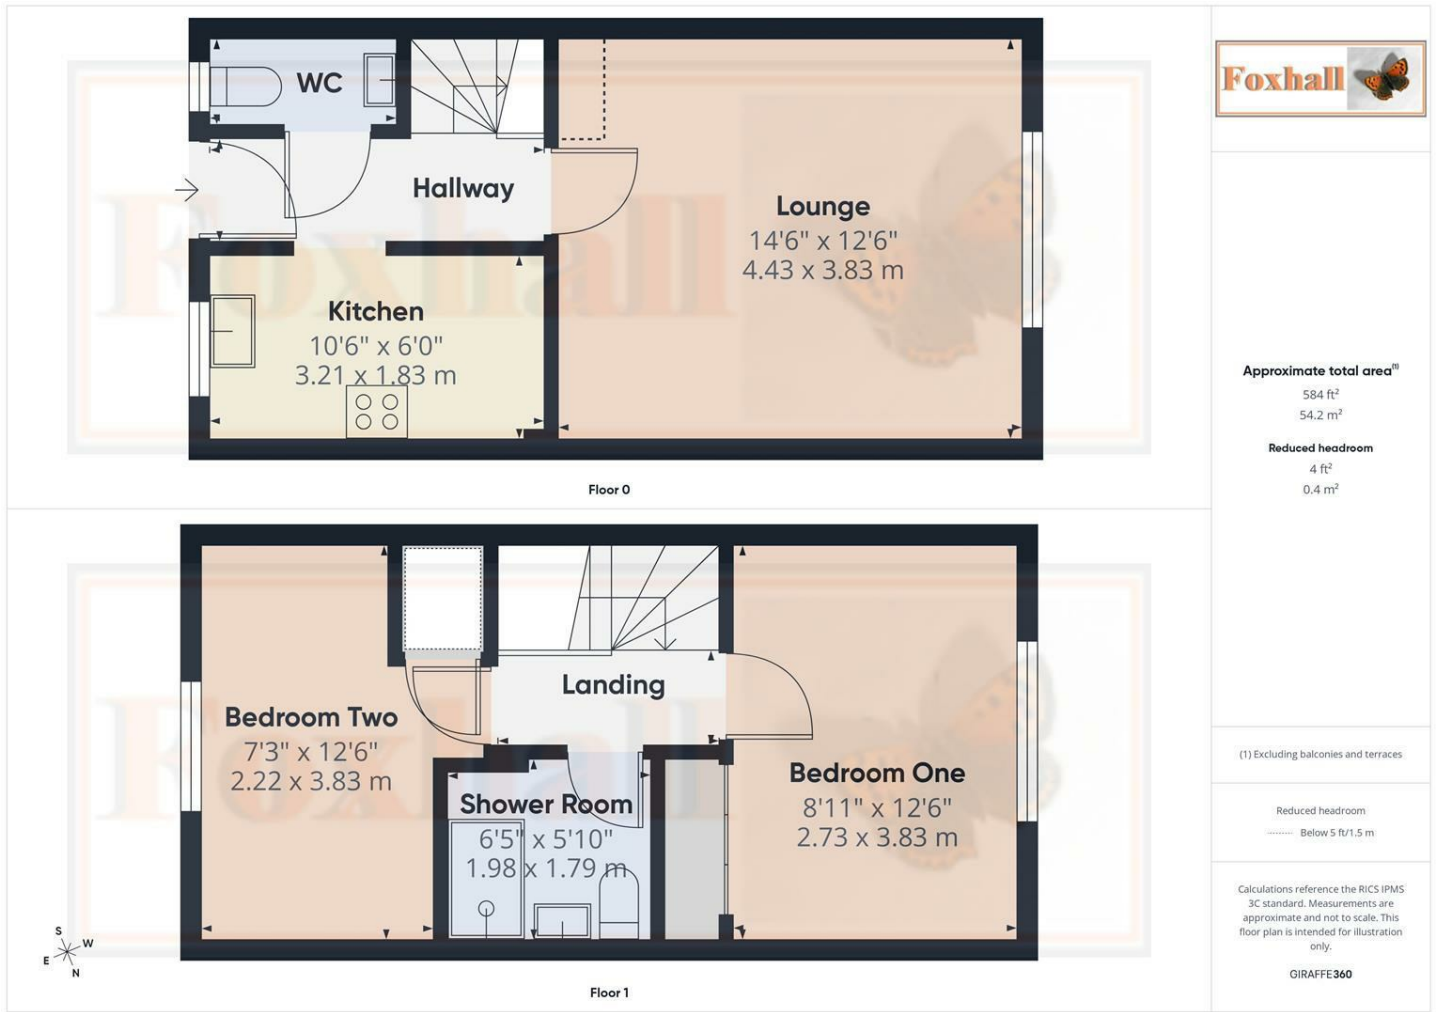 WC
Hallway
Lounge
14'6" x 12'6"
4.43 x 3.83 m
Kitchen
10'6" x 6'0"
3.21 x 1.83 m
Foxhall
Floor 0
Bedroom Two
7'3" x 12'6"
2.22 x 3.83 m
Landing
Shower Room
6'5" x 5'10"
1.98 x 1.79 m
Bedroom One
8'11" x 12'6"
2.73 x 3.83 m
Foxhall
S
W
E
N
Floor 1
Foxhall
Approximate total area(1)
584 ft²
54.2 m²
Reduced headroom
4 ft²
0.4 m²
(1) Excluding balconies and terraces
Reduced headroom
Below 5 ft/1.5 m
Calculations reference the RICS IPMS
3C standard. Measurements are
approximate and not to scale. This
floor plan is intended for illustration
only.
GIRAFFE360